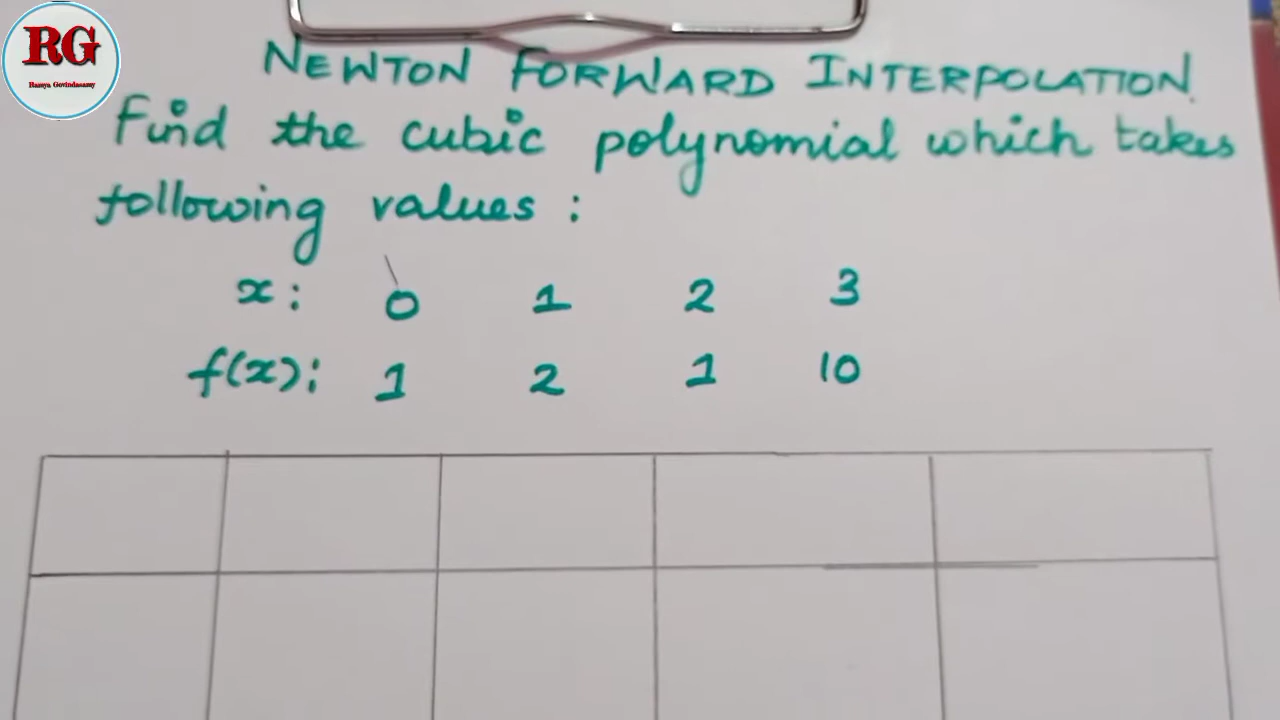 RG
Ramya Govindasamy
NEWTON FORWARD INTERPOLATION.
Find the cubic polynomial which takes
following values :
x : 0 1 2 3
f(x) : 1 2 1 10